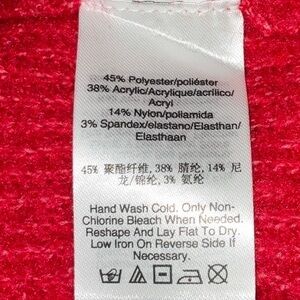 45% Polyester/poliéster
38% Acrylic/Acrylique/acrílico/
Acryl
14% Nylon/poliamida
3% Spandex/elastano/Elasthan/
Elasthaan
45% 聚酯纤维, 38% 腈纶, 14% 尼
龙/锦纶, 3% 氨纶
Hand Wash Cold. Only Non-
Chlorine Bleach When Needed.
Reshape And Lay Flat To Dry.
Low Iron On Reverse Side If
Necessary.